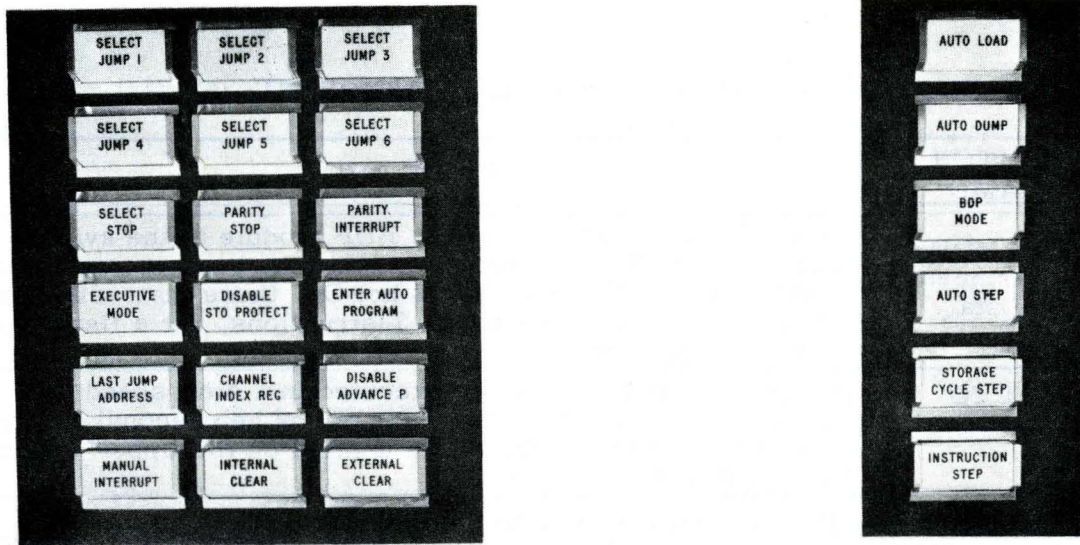 SELECT
JUMP 1
SELECT
JUMP 2
SELECT
JUMP 3
SELECT
JUMP 4
SELECT
JUMP 5
SELECT
JUMP 6
SELECT
STOP
PARITY
STOP
PARITY
INTERRUPT
EXECUTIVE
MODE
DISABLE
STO PROTECT
ENTER AUTO
PROGRAM
LAST JUMP
ADDRESS
CHANNEL
INDEX REG
DISABLE
ADVANCE P
MANUAL
INTERRUPT
INTERNAL
CLEAR
EXTERNAL
CLEAR
AUTO LOAD
AUTO DUMP
BDP
MODE
AUTO STEP
STORAGE
CYCLE STEP
INSTRUCTION
STEP